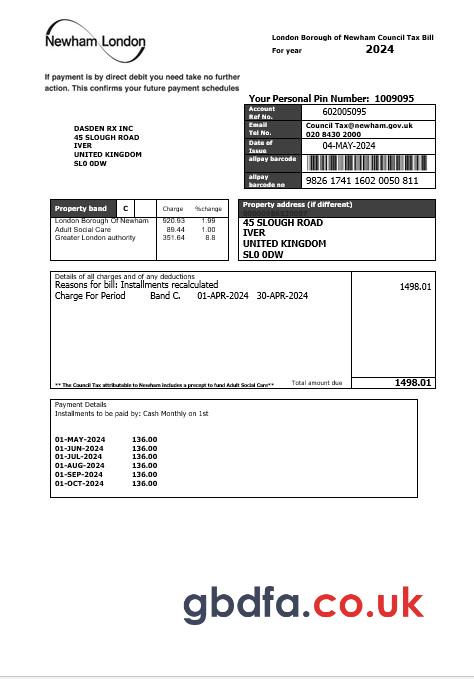 Newham London
London Borough of Newham Council Tax Bill
For year 2024
If payment is by direct debit you need take no further
action. This confirms your future payment schedules
Your Personal Pin Number: 1009095
Account
Ref No. 602005095
Email Council Tax@newham.gov.uk
Tel No. 020 8430 2000
Date of
Issue 04-MAY-2024
allpay barcode
allpay
barcode no 9826 1741 1602 0050 811
DASDEN RX INC
45 SLOUGH ROAD
IVER
UNITED KINGDOM
SL0 0DW
Property band C Charge %change
London Borough Of Newham 920.93 1.99
Adult Social Care 89.44 1.00
Greater London authority 351.64 8.8
Property address (if different)
45 SLOUGH ROAD
IVER
UNITED KINGDOM
SL0 0DW
Details of all charges and of any deductions
Reasons for bill: Installments recalculated 1498.01
Charge For Period Band C. 01-APR-2024 30-APR-2024
** The Council Tax attributable to Newham includes a precept to fund Adult Social Care** Total amount due 1498.01
Payment Details
Installments to be paid by: Cash Monthly on 1st
01-MAY-2024 136.00
01-JUN-2024 136.00
01-JUL-2024 136.00
01-AUG-2024 136.00
01-SEP-2024 136.00
01-OCT-2024 136.00
gbdfa.co.uk